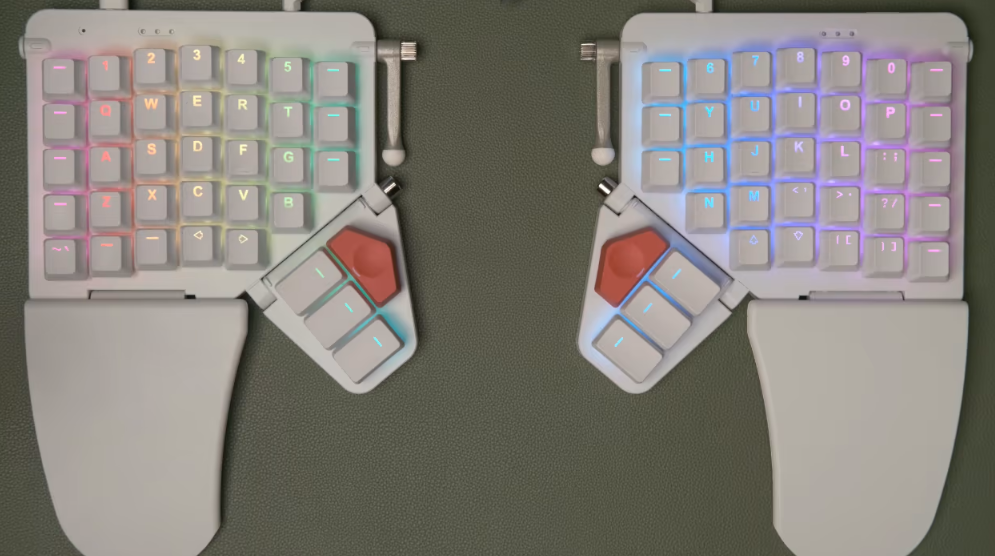 1 2 3 4 5
Q W E R T
A S D F G
Z X C V B
~`
6 7 8 9 0
Y U I O P
H J K L :;
N M <, >. ?/
{[ }]